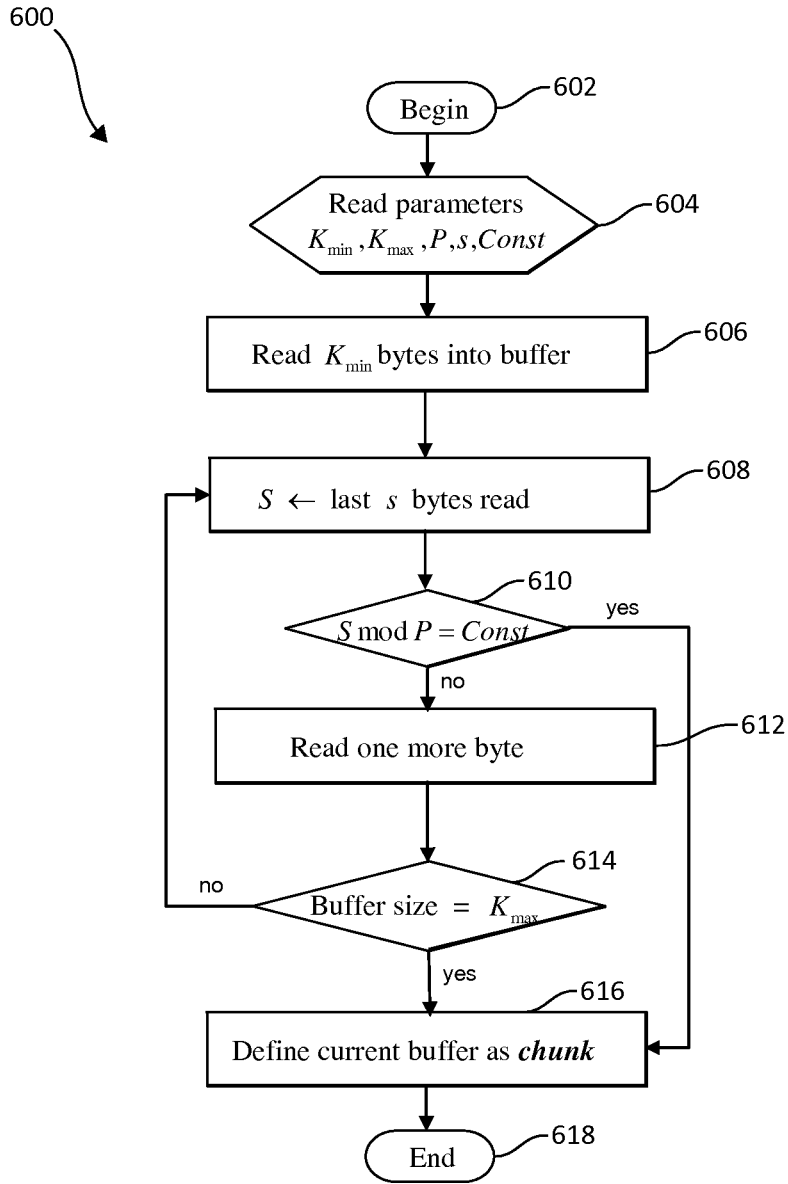 600
Begin
602
Read parameters
604
K_min , K_max , P, s, Const
Read K_min bytes into buffer
606
S ← last s bytes read
608
610
S mod P = Const
yes
no
Read one more byte
612
614
no
Buffer size = K_max
yes
616
Define current buffer as chunk
End
618